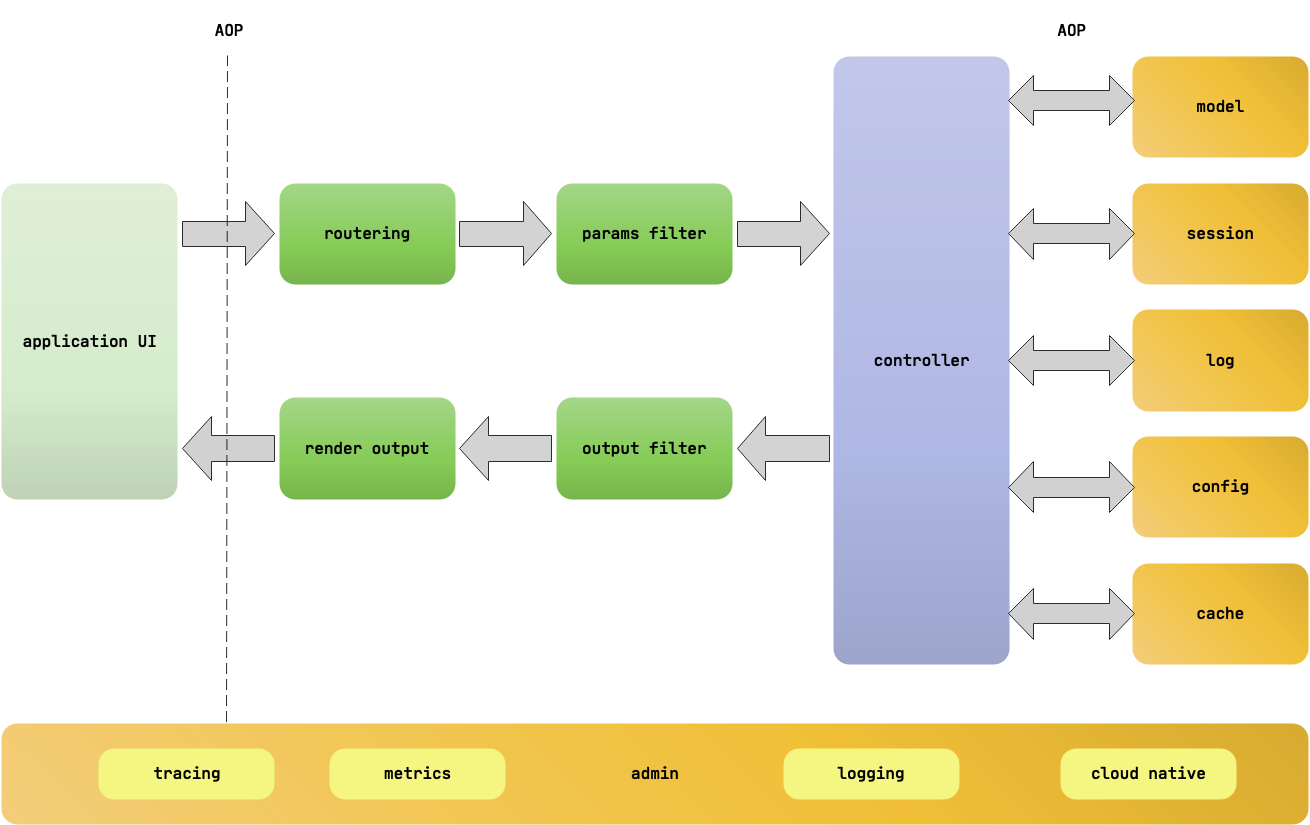 AOP
AOP
model
routering
params filter
session
application UI
controller
log
render output
output filter
config
cache
tracing
metrics
admin
logging
cloud native